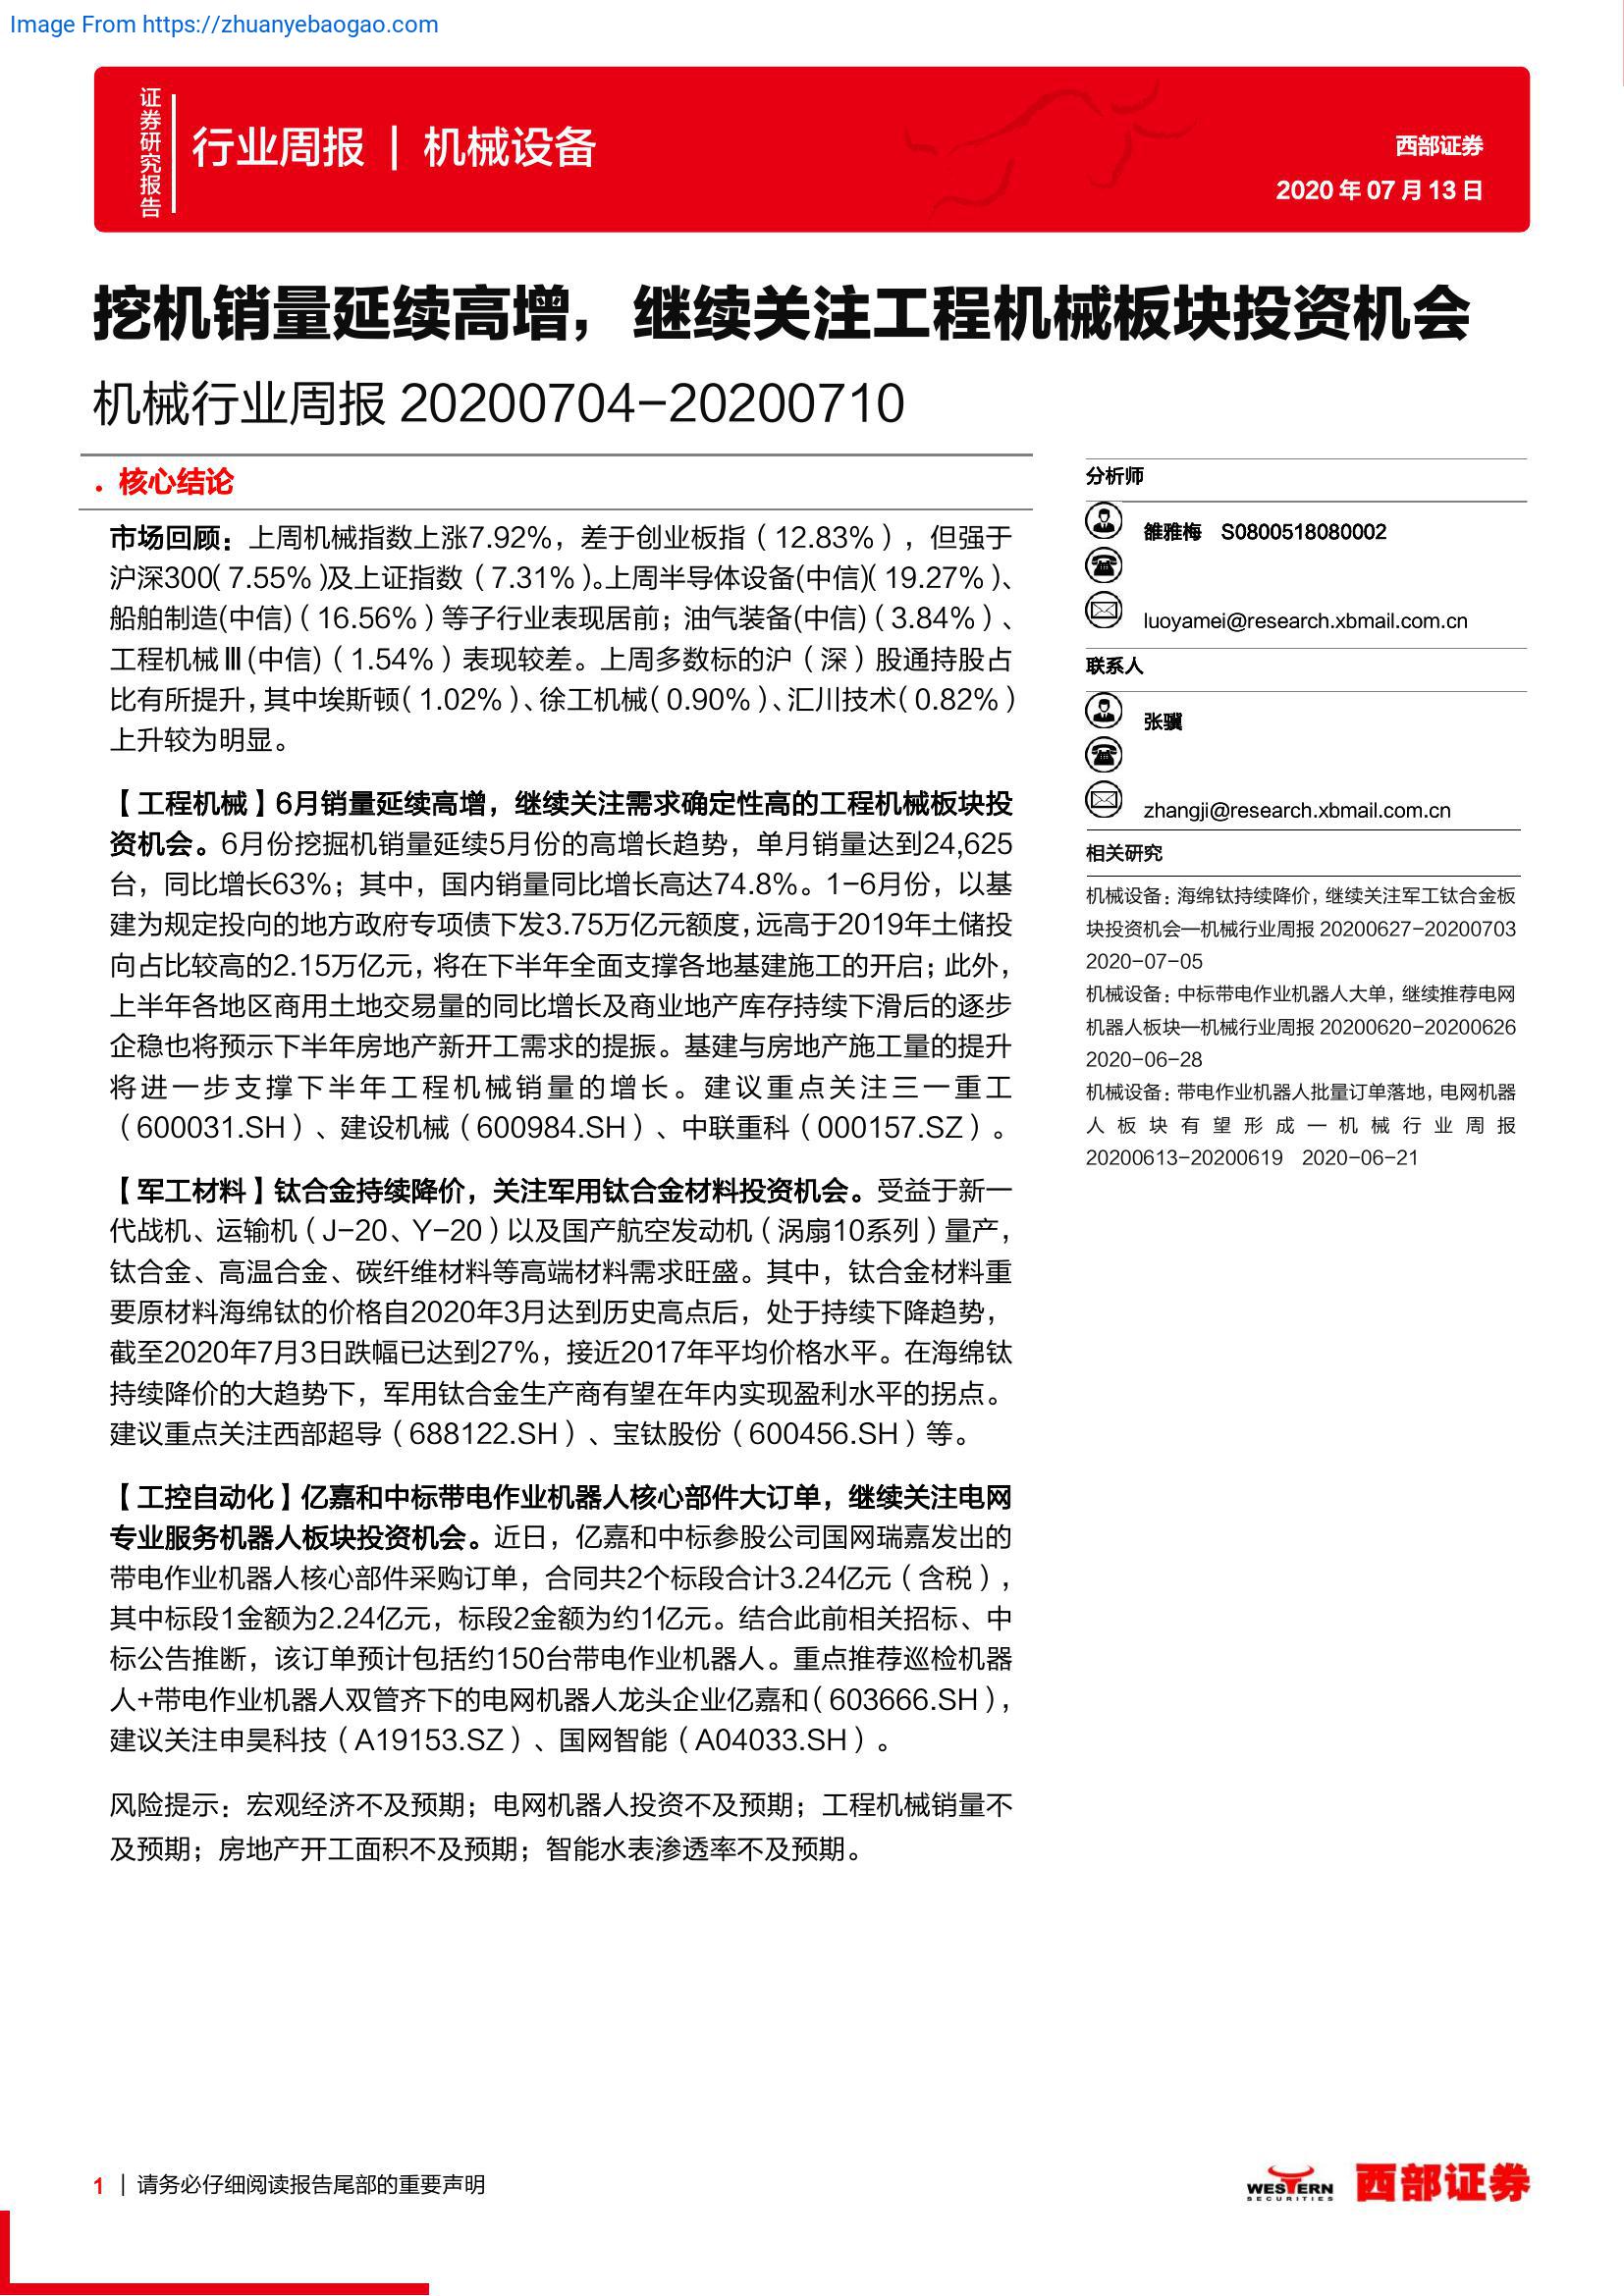 Image From https://zhuanyebaogao.com
证券研究报告
行业周报 | 机械设备
西部证券
2020 年 07 月 13 日
挖机销量延续高增，继续关注工程机械板块投资机会
机械行业周报 20200704-20200710
• 核心结论
市场回顾：上周机械指数上涨7.92%，差于创业板指（12.83%），但强于
沪深300（7.55%）及上证指数（7.31%）。上周半导体设备(中信)（19.27%）、
船舶制造(中信)（16.56%）等子行业表现居前；油气装备(中信)（3.84%）、
工程机械Ⅲ(中信)（1.54%）表现较差。上周多数标的沪（深）股通持股占
比有所提升，其中埃斯顿（1.02%）、徐工机械（0.90%）、汇川技术（0.82%）
上升较为明显。
【工程机械】6月销量延续高增，继续关注需求确定性高的工程机械板块投
资机会。6月份挖掘机销量延续5月份的高增长趋势，单月销量达到24,625
台，同比增长63%；其中，国内销量同比增长高达74.8%。1-6月份，以基
建为规定投向的地方政府专项债下发3.75万亿元额度，远高于2019年土储投
向占比较高的2.15万亿元，将在下半年全面支撑各地基建施工的开启；此外，
上半年各地区商用土地交易量的同比增长及商业地产库存持续下滑后的逐步
企稳也将预示下半年房地产新开工需求的提振。基建与房地产施工量的提升
将进一步支撑下半年工程机械销量的增长。建议重点关注三一重工
（600031.SH）、建设机械（600984.SH）、中联重科（000157.SZ）。
【军工材料】钛合金持续降价，关注军用钛合金材料投资机会。受益于新一
代战机、运输机（J-20、Y-20）以及国产航空发动机（涡扇10系列）量产，
钛合金、高温合金、碳纤维材料等高端材料需求旺盛。其中，钛合金材料重
要原材料海绵钛的价格自2020年3月达到历史高点后，处于持续下降趋势，
截至2020年7月3日跌幅已达到27%，接近2017年平均价格水平。在海绵钛
持续降价的大趋势下，军用钛合金生产商有望在年内实现盈利水平的拐点。
建议重点关注西部超导（688122.SH）、宝钛股份（600456.SH）等。
【工控自动化】亿嘉和中标带电作业机器人核心部件大订单，继续关注电网
专业服务机器人板块投资机会。近日，亿嘉和中标参股公司国网瑞嘉发出的
带电作业机器人核心部件采购订单，合同共2个标段合计3.24亿元（含税），
其中标段1金额为2.24亿元，标段2金额为约1亿元。结合此前相关招标、中
标公告推断，该订单预计包括约150台带电作业机器人。重点推荐巡检机器
人+带电作业机器人双管齐下的电网机器人龙头企业亿嘉和（603666.SH），
建议关注申昊科技（A19153.SZ）、国网智能（A04033.SH）。
风险提示：宏观经济不及预期；电网机器人投资不及预期；工程机械销量不
及预期；房地产开工面积不及预期；智能水表渗透率不及预期。
分析师
雒雅梅 S0800518080002
luoyamei@research.xbmail.com.cn
联系人
张骥
zhangji@research.xbmail.com.cn
相关研究
机械设备：海绵钛持续降价，继续关注军工钛合金板
块投资机会—机械行业周报 20200627-20200703
2020-07-05
机械设备：中标带电作业机器人大单，继续推荐电网
机器人板块—机械行业周报 20200620-20200626
2020-06-28
机械设备：带电作业机器人批量订单落地，电网机器
人板块有望形成—机械行业周报
20200613-20200619 2020-06-21
1 | 请务必仔细阅读报告尾部的重要声明
WESTERN
SECURITIES
西部证券